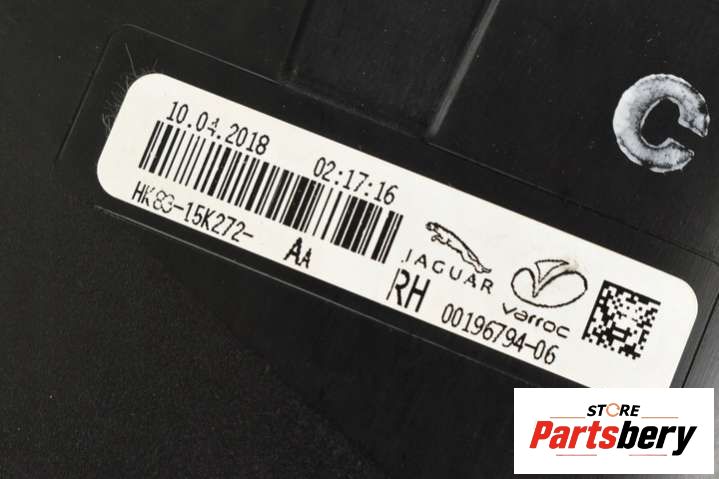 10.04.2018 02:17:16
HK83-15K272- AA
JAGUAR
RH
varroc
00196794-06
C
STORE
Partsbery